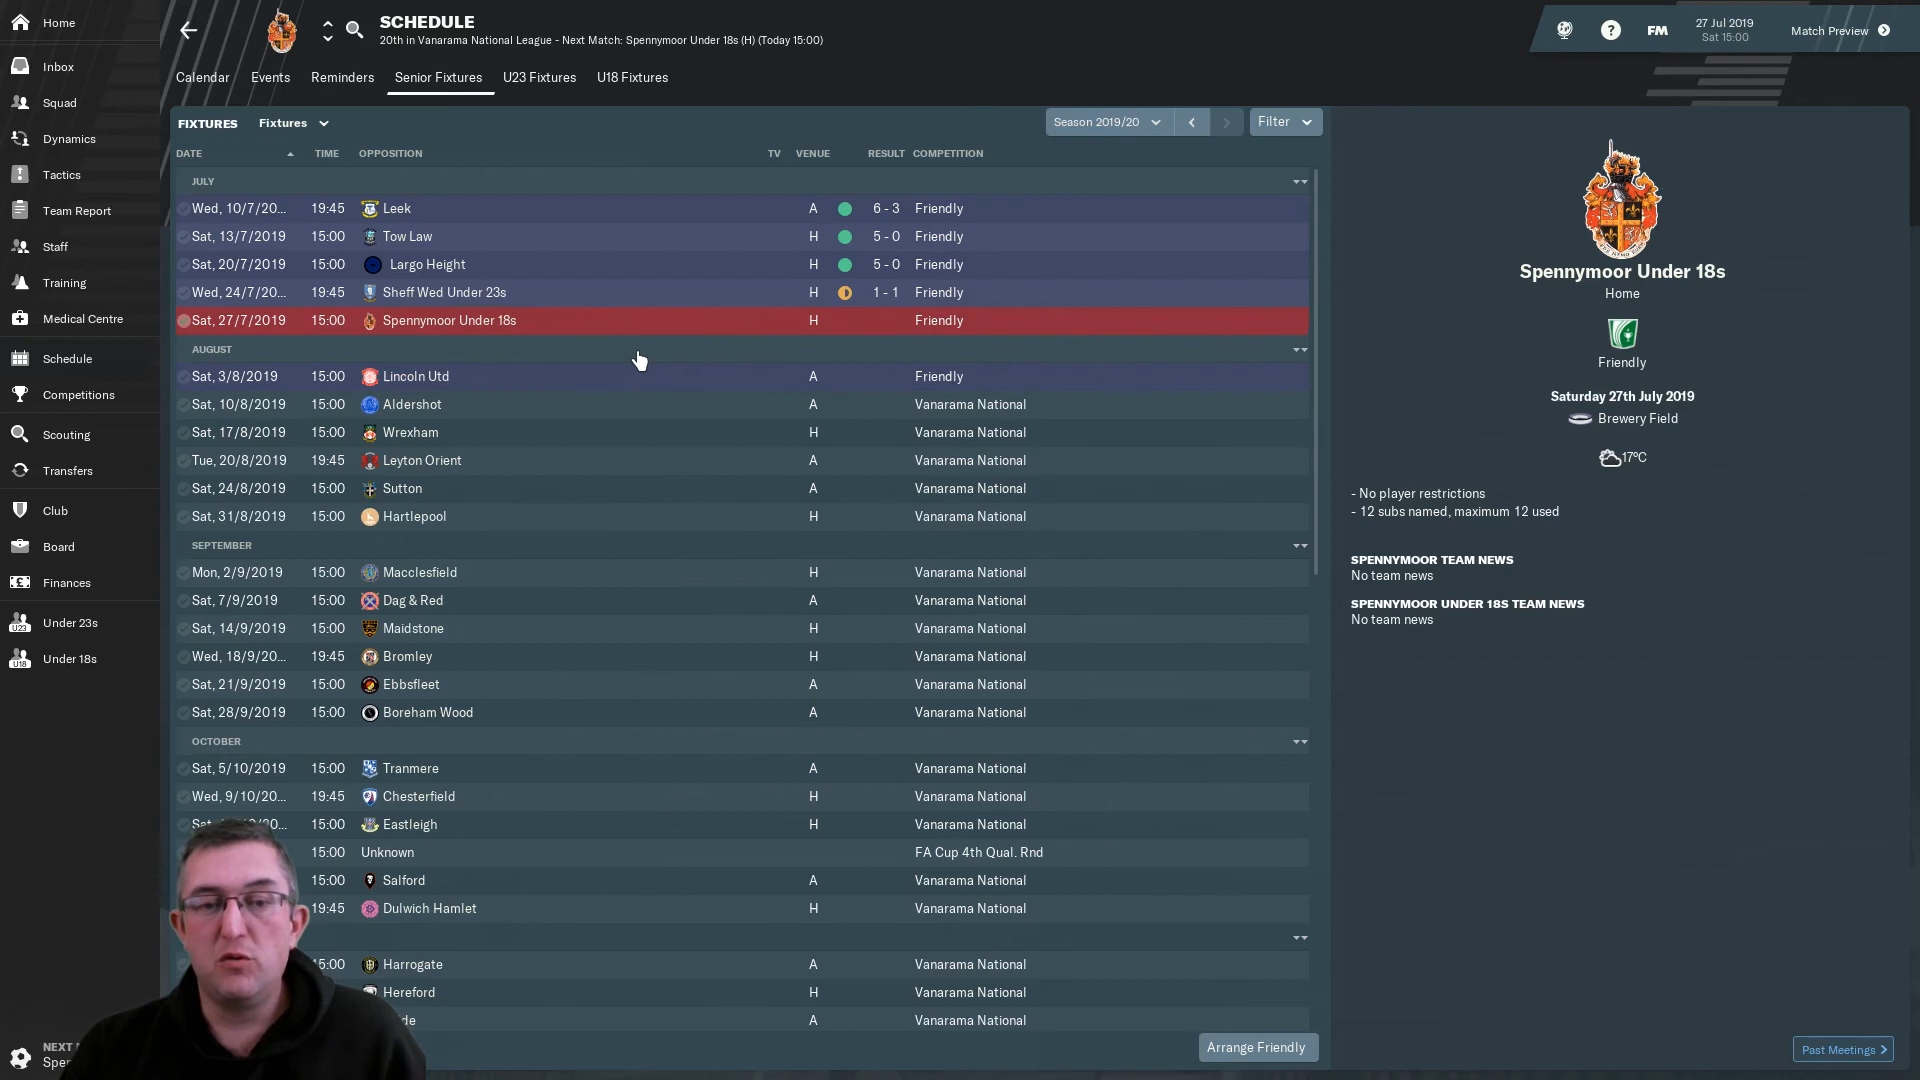 Home
Inbox
Squad
Dynamics
Tactics
Team Report
Staff
Training
Medical Centre
Schedule
Competitions
Scouting
Transfers
Club
Board
Finances
Under 23s
Under 18s
SCHEDULE
20th in Vanarama National League - Next Match: Spennymoor Under 18s (H) (Today 15:00)
FM
27 Jul 2019
Sat 15:00
Match Preview
Calendar Events Reminders Senior Fixtures U23 Fixtures U18 Fixtures
FIXTURES Fixtures Season 2019/20 Filter
DATE TIME OPPOSITION TV VENUE RESULT COMPETITION
JULY
Wed, 10/7/20... 19:45 Leek A 6 - 3 Friendly
Sat, 13/7/2019 15:00 Tow Law H 5 - 0 Friendly
Sat, 20/7/2019 15:00 Largo Height H 5 - 0 Friendly
Wed, 24/7/20... 19:45 Sheff Wed Under 23s H 1 - 1 Friendly
Sat, 27/7/2019 15:00 Spennymoor Under 18s H Friendly
AUGUST
Sat, 3/8/2019 15:00 Lincoln Utd A Friendly
Sat, 10/8/2019 15:00 Aldershot A Vanarama National
Sat, 17/8/2019 15:00 Wrexham H Vanarama National
Tue, 20/8/2019 19:45 Leyton Orient A Vanarama National
Sat, 24/8/2019 15:00 Sutton A Vanarama National
Sat, 31/8/2019 15:00 Hartlepool H Vanarama National
SEPTEMBER
Mon, 2/9/2019 15:00 Macclesfield H Vanarama National
Sat, 7/9/2019 15:00 Dag & Red A Vanarama National
Sat, 14/9/2019 15:00 Maidstone H Vanarama National
Wed, 18/9/20... 19:45 Bromley H Vanarama National
Sat, 21/9/2019 15:00 Ebbsfleet A Vanarama National
Sat, 28/9/2019 15:00 Boreham Wood A Vanarama National
OCTOBER
Sat, 5/10/2019 15:00 Tranmere A Vanarama National
Wed, 9/10/20... 19:45 Chesterfield H Vanarama National
15:00 Eastleigh H Vanarama National
15:00 Unknown FA Cup 4th Qual. Rnd
15:00 Salford A Vanarama National
19:45 Dulwich Hamlet H Vanarama National
15:00 Harrogate A Vanarama National
Hereford H Vanarama National
A Vanarama National
Arrange Friendly
Spennymoor Under 18s
Home
Friendly
Saturday 27th July 2019
Brewery Field
17°C
- No player restrictions
- 12 subs named, maximum 12 used
SPENNYMOOR TEAM NEWS
No team news
SPENNYMOOR UNDER 18S TEAM NEWS
No team news
Past Meetings
NEXT